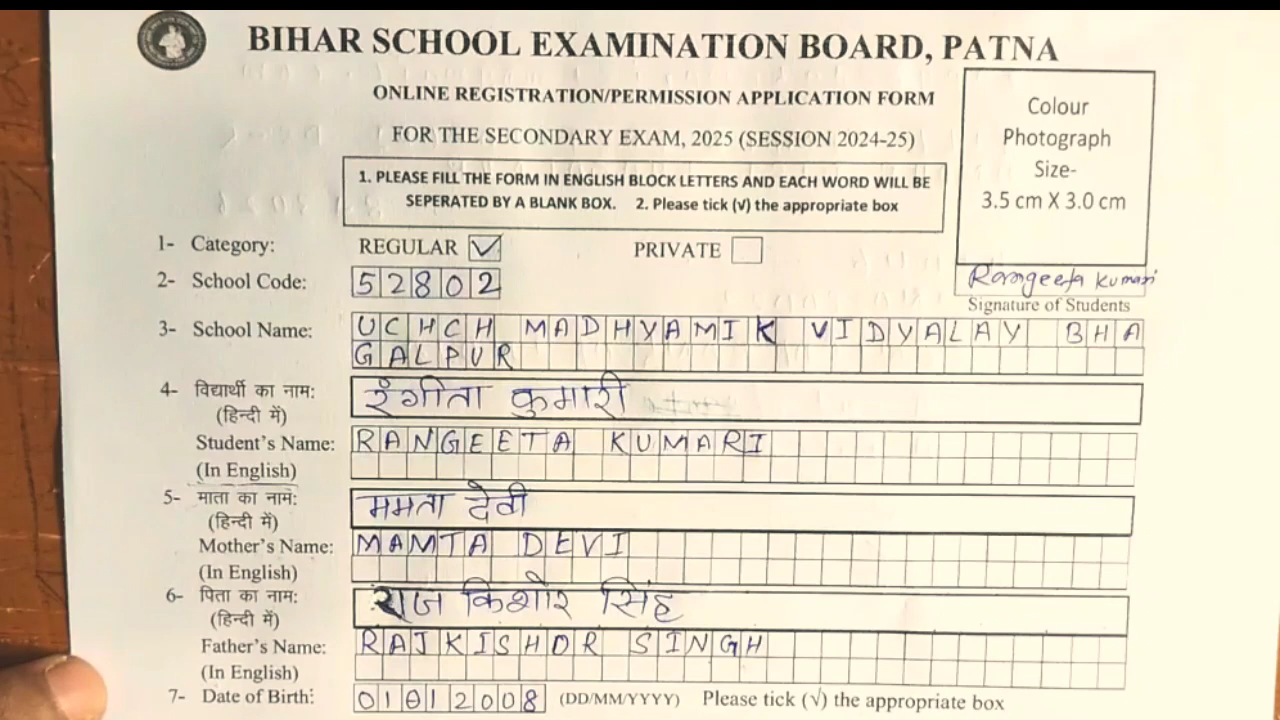 BIHAR SCHOOL EXAMINATION BOARD, PATNA
ONLINE REGISTRATION/PERMISSION APPLICATION FORM
FOR THE SECONDARY EXAM, 2025 (SESSION 2024-25)
Colour
Photograph
Size-
3.5 cm X 3.0 cm
1. PLEASE FILL THE FORM IN ENGLISH BLOCK LETTERS AND EACH WORD WILL BE
SEPERATED BY A BLANK BOX. 2. Please tick (√) the appropriate box
1- Category: REGULAR ✓ PRIVATE
2- School Code: 52802
Rangeeta Kumari
Signature of Students
3- School Name: UCHCH MADHYAMIK VIDYALAY BHA
GALPUR
4- विद्यार्थी का नाम: रंगीता कुमारी
(हिन्दी में)
Student's Name: RANGEETA KUMARI
(In English)
5- माता का नाम: ममता देवी
(हिन्दी में)
Mother's Name: MAMTA DEVI
(In English)
6- पिता का नाम: राज किशोर सिंह
(हिन्दी में)
Father's Name: RAJKISHOR SINGH
(In English)
7- Date of Birth: 01012008 (DD/MM/YYYY) Please tick (√) the appropriate box